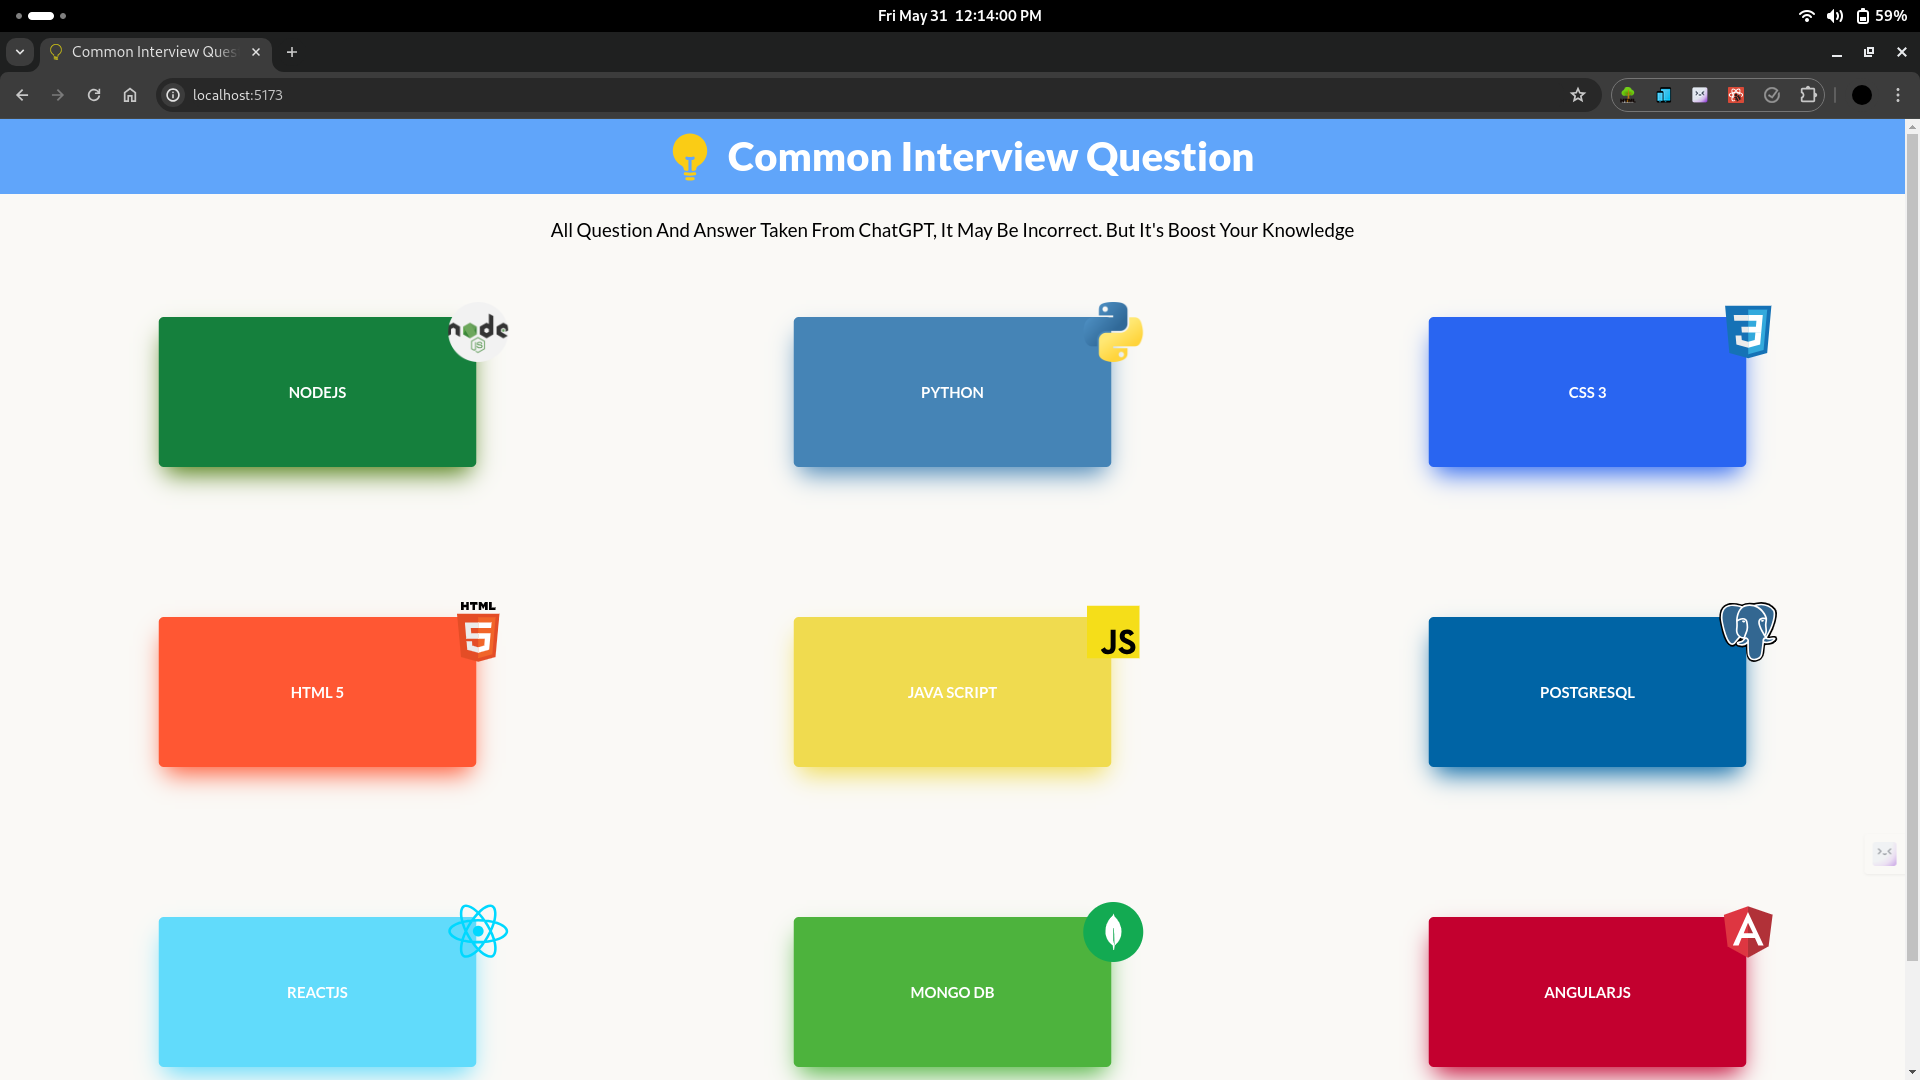 Fri May 31 12:14:00 PM
59%
Common Interview Ques
localhost:5173
Common Interview Question
All Question And Answer Taken From ChatGPT, It May Be Incorrect. But It's Boost Your Knowledge
node
JS
NODEJS
PYTHON
3
CSS 3
HTML
5
HTML 5
JS
JAVA SCRIPT
POSTGRESQL
REACTJS
MONGO DB
A
ANGULARJS